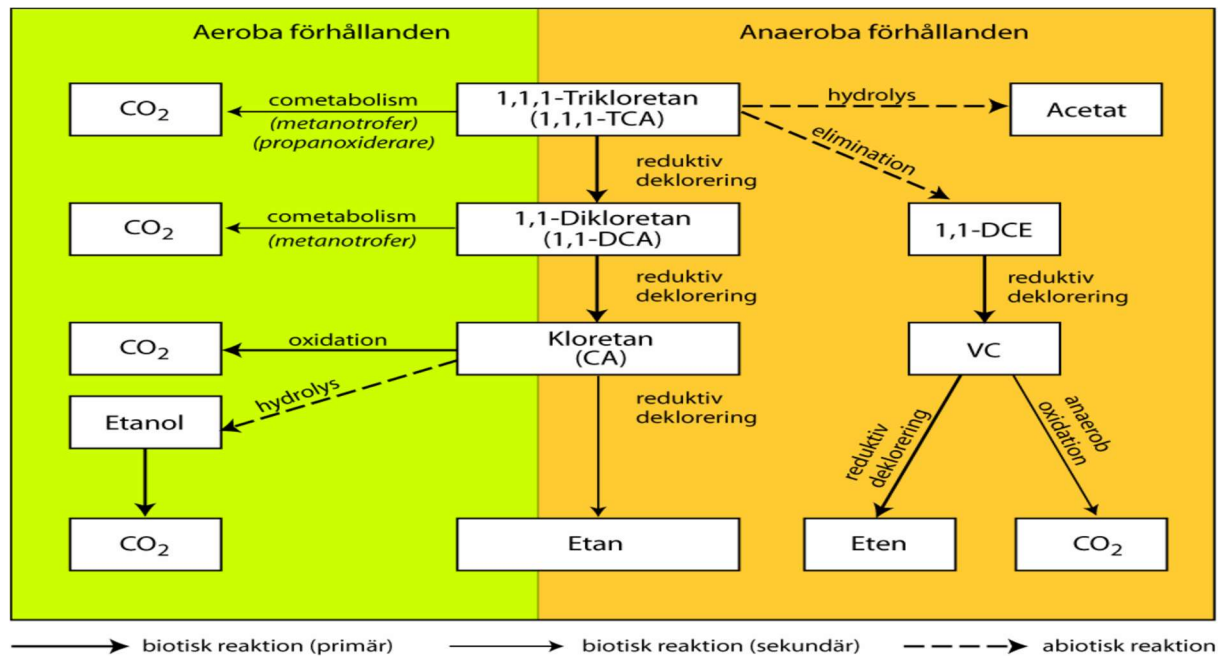 Aeroba förhållanden
Anaeroba förhållanden
CO2
cometabolism
(metanotrofer)
(propanoxiderare)
1,1,1-Trikloretan
(1,1,1-TCA)
hydrolys
Acetat
elimination
reduktiv
deklorering
CO2
cometabolism
(metanotrofer)
1,1-Dikloretan
(1,1-DCA)
1,1-DCE
reduktiv
deklorering
reduktiv
deklorering
CO2
oxidation
Kloretan
(CA)
VC
hydrolys
Etanol
reduktiv
deklorering
reduktiv
deklorering
anaerob
oxidation
CO2
Etan
Eten
CO2
biotisk reaktion (primär)
biotisk reaktion (sekundär)
abiotisk reaktion